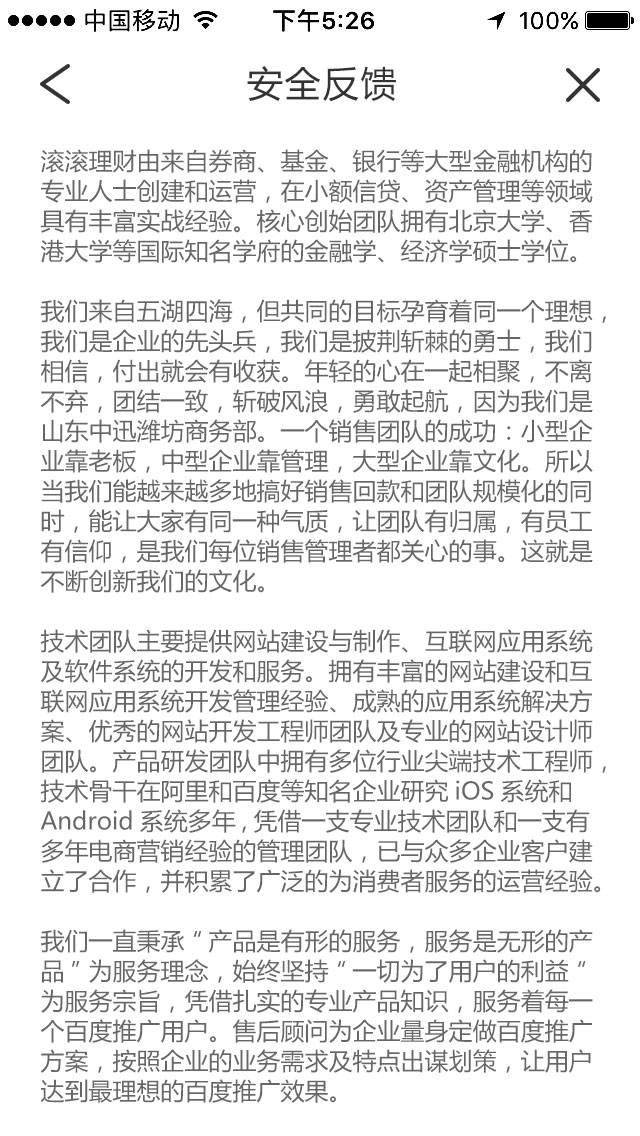 中国移动 下午5:26 100%
安全反馈
滚滚理财由来自券商、基金、银行等大型金融机构的
专业人士创建和运营，在小额信贷、资产管理等领域
具有丰富实战经验。核心创始团队拥有北京大学、香
港大学等国际知名学府的金融学、经济学硕士学位。
我们来自五湖四海，但共同的目标孕育着同一个理想，
我们是企业的先头兵，我们是披荆斩棘的勇士，我们
相信，付出就会有收获。年轻的心在一起相聚，不离
不弃，团结一致，斩破风浪，勇敢起航，因为我们是
山东中迅潍坊商务部。一个销售团队的成功：小型企
业靠老板，中型企业靠管理，大型企业靠文化。所以
当我们能越来越多地搞好销售回款和团队规模化的同
时，能让大家有同一种气质，让团队有归属，有员工
有信仰，是我们每位销售管理者都关心的事。这就是
不断创新我们的文化。
技术团队主要提供网站建设与制作、互联网应用系统
及软件系统的开发和服务。拥有丰富的网站建设和互
联网应用系统开发管理经验、成熟的应用系统解决方
案、优秀的网站开发工程师团队及专业的网站设计师
团队。产品研发团队中拥有多位行业尖端技术工程师，
技术骨干在阿里和百度等知名企业研究 iOS 系统和
Android 系统多年，凭借一支专业技术团队和一支有
多年电商营销经验的管理团队，已与众多企业客户建
立了合作，并积累了广泛的为消费者服务的运营经验。
我们一直秉承＂产品是有形的服务，服务是无形的产
品＂为服务理念，始终坚持＂一切为了用户的利益＂
为服务宗旨，凭借扎实的专业产品知识，服务着每一
个百度推广用户。售后顾问为企业量身定做百度推广
方案，按照企业的业务需求及特点出谋划策，让用户
达到最理想的百度推广效果。